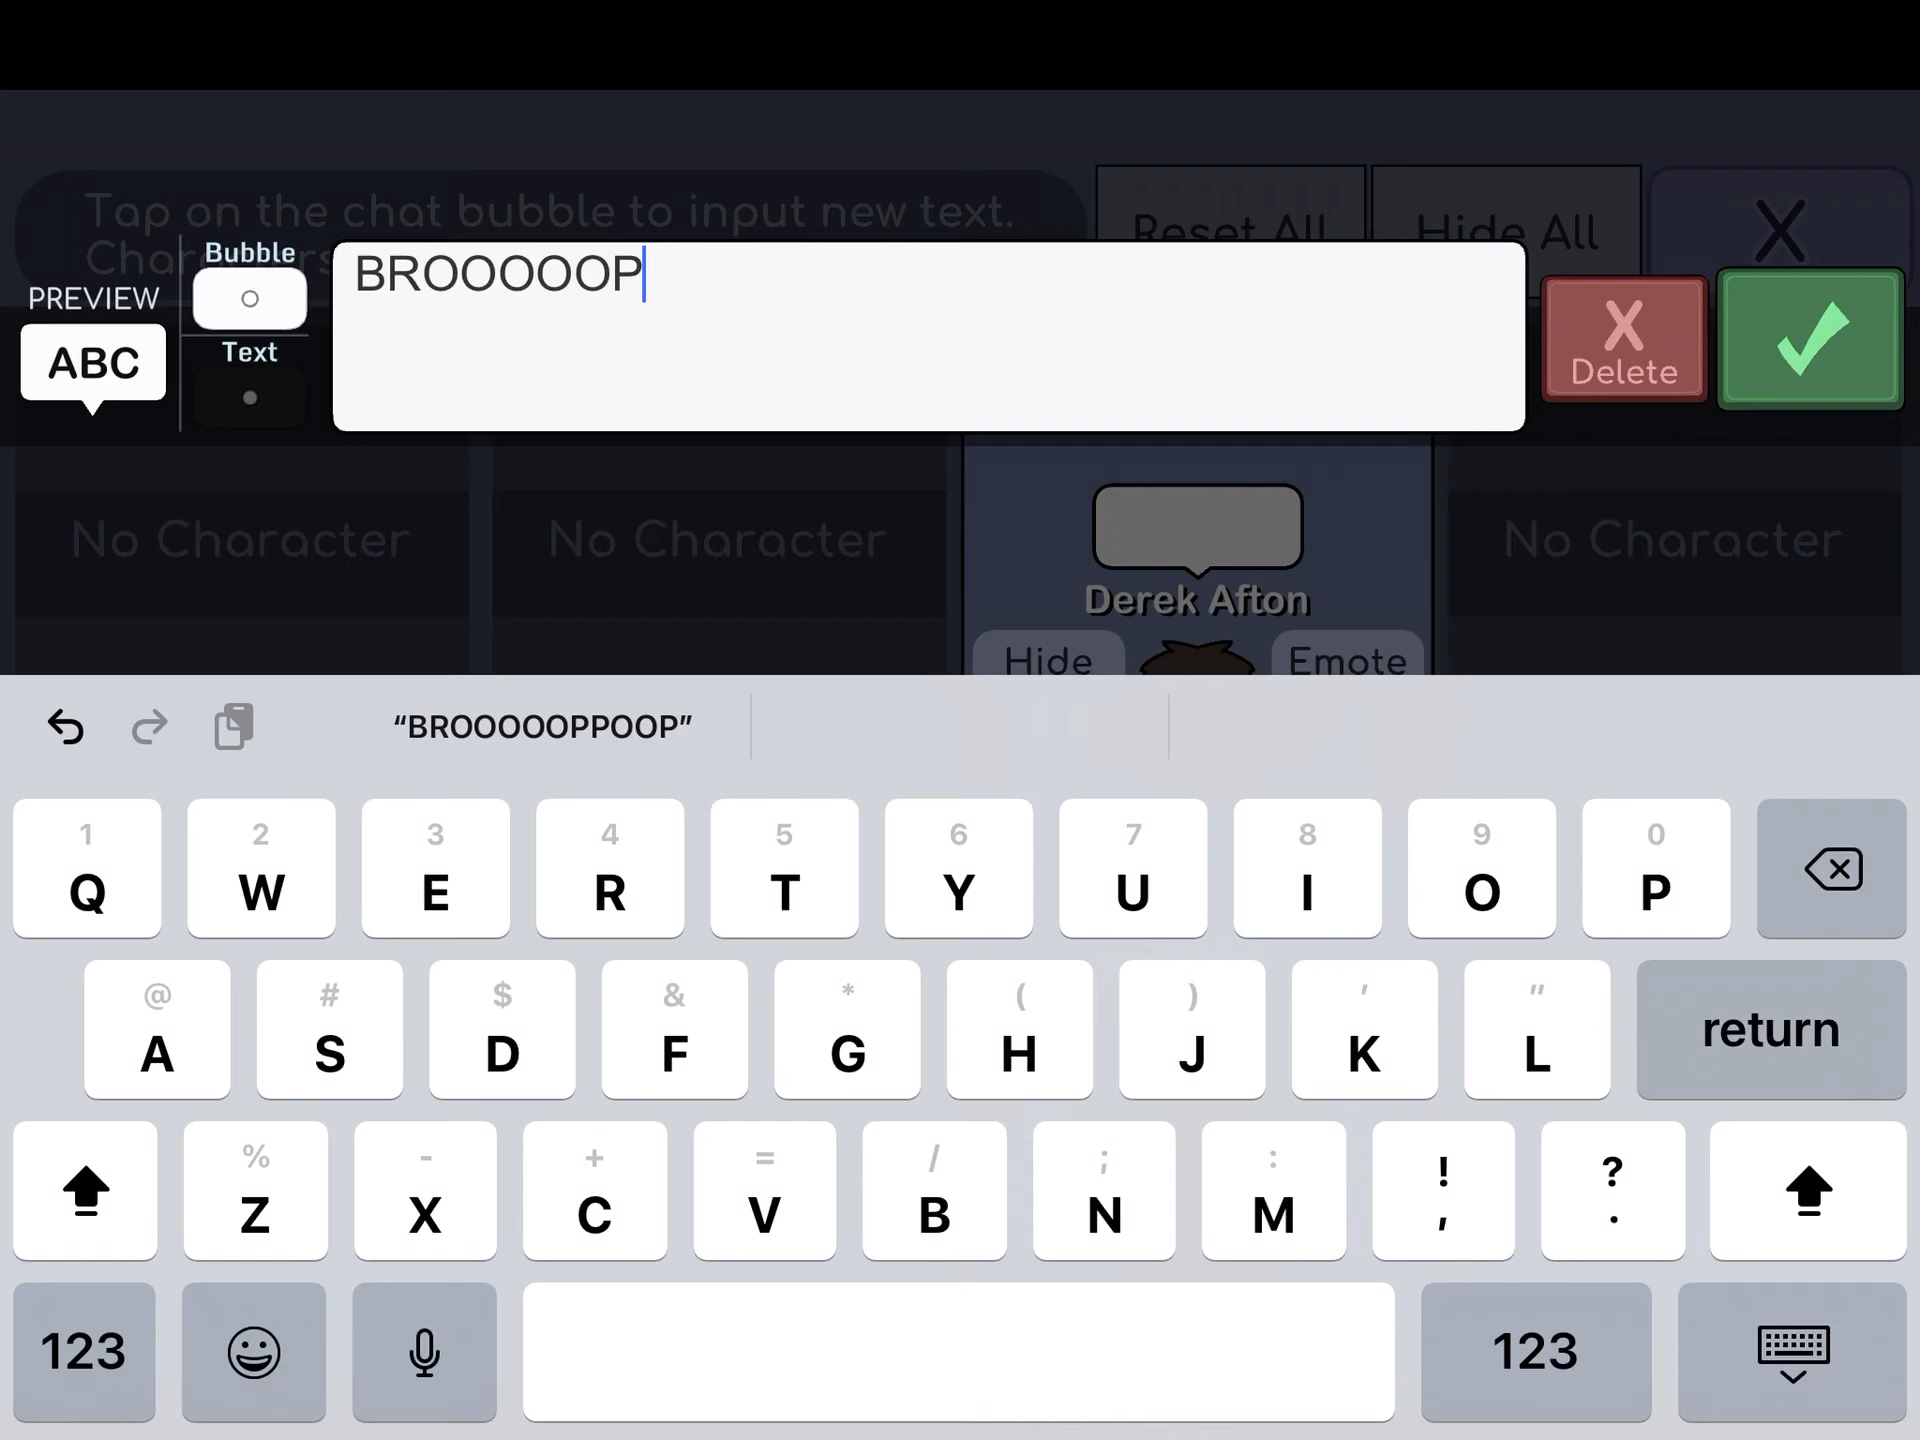 Tap on the chat bubble to input new text.
Characters
Reset All
Hide All
X
Bubble
PREVIEW
ABC
Text
BROOOOOP
X
Delete
No Character
No Character
Derek Afton
Hide
Emote
No Character
“BROOOOOPPOOP”
1 2 3 4 5 6 7 8 9 0
Q W E R T Y U I O P
@ # $ & * ( ) ' "
A S D F G H J K L
return
% - + = / ; : ! ?
Z X C V B N M , .
123
123